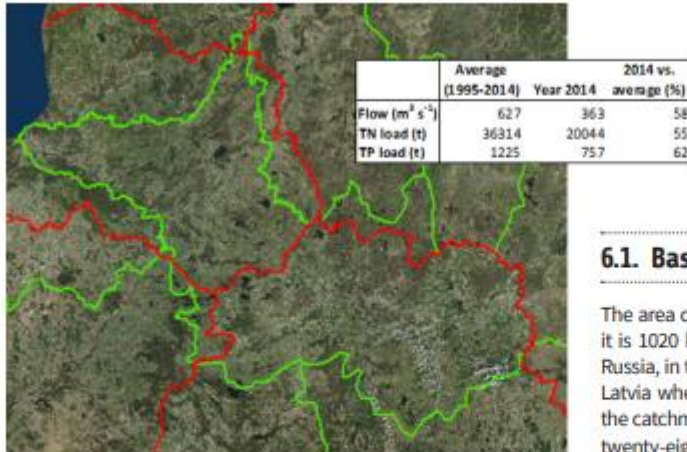 Average 2014 vs.
(1995-2014) Year 2014 average (%)
Flow (m³ s⁻¹) 627 363 58
TN load (t) 36314 20044 55
TP load (t) 1225 757 62
6.1. Bas
The area o
it is 1020
Russia, in t
Latvia whe
the catchm
twenty-eig